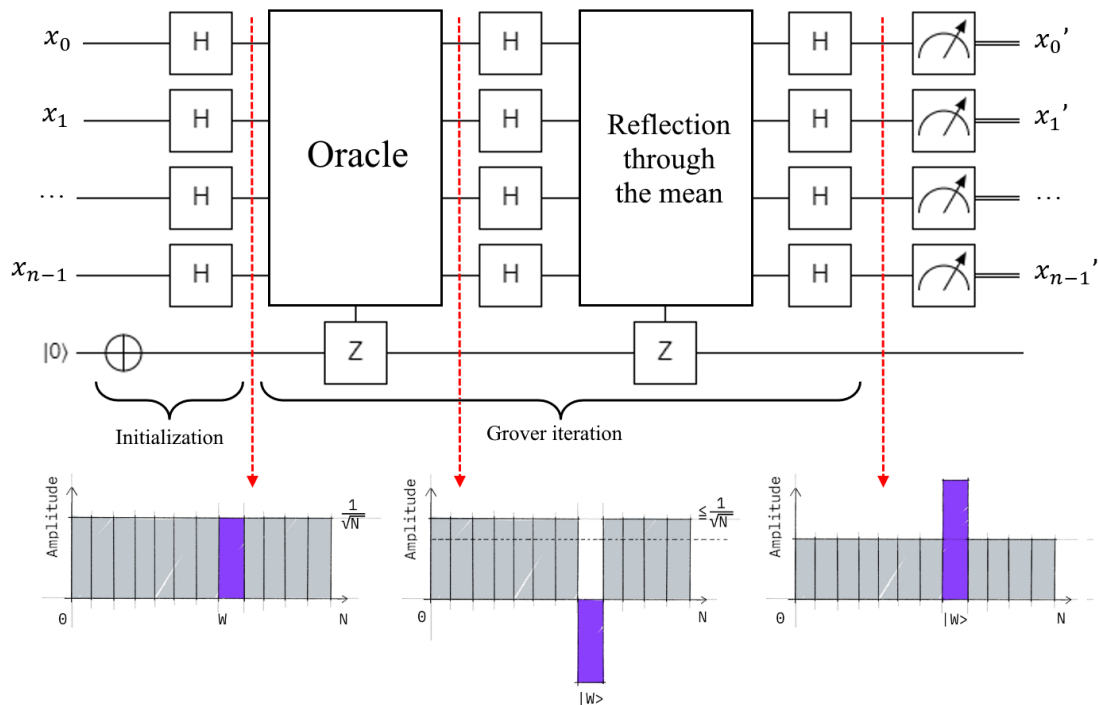 x₀ H H H x₀’
x₁ H H H x₁’
Oracle
Reflection
through
the mean
… H H H …
xₙ₋₁ H H H xₙ₋₁’
|0⟩ Z Z
Initialization
Grover iteration
Amplitude
1/√N
0 W N
Amplitude
≤ 1/√N
0 N
|W>
Amplitude
0 |W> N